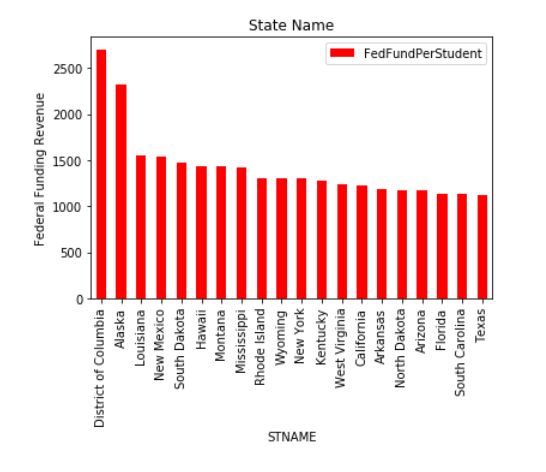 State Name
FedFundPerStudent
Federal Funding Revenue
2500
2000
1500
1000
500
0
District of Columbia
Alaska
Louisiana
New Mexico
South Dakota
Hawaii
Montana
Mississippi
Rhode Island
Wyoming
New York
Kentucky
West Virginia
California
Arkansas
North Dakota
Arizona
Florida
South Carolina
Texas
STNAME